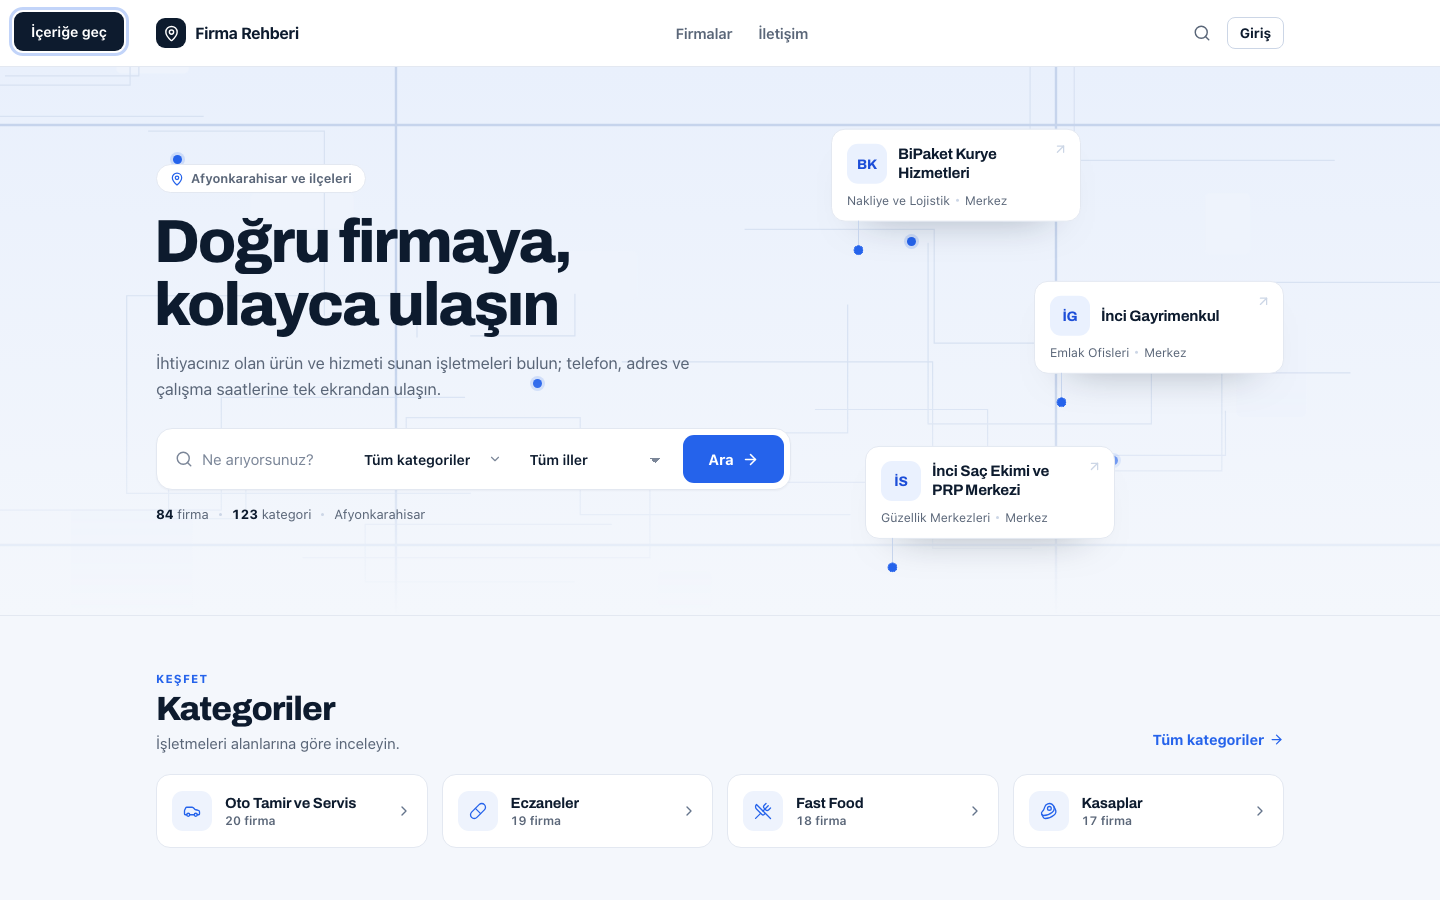 İçeriğe geç
Firma Rehberi
Firmalar
İletişim
Giriş
Afyonkarahisar ve ilçeleri
Doğru firmaya,
kolayca ulaşın
İhtiyacınız olan ürün ve hizmeti sunan işletmeleri bulun; telefon, adres ve
çalışma saatlerine tek ekrandan ulaşın.
Ne arıyorsunuz?
Tüm kategoriler
Tüm iller
Ara
84 firma · 123 kategori · Afyonkarahisar
BK
BiPaket Kurye
Hizmetleri
Nakliye ve Lojistik · Merkez
İG
İnci Gayrimenkul
Emlak Ofisleri · Merkez
İS
İnci Saç Ekimi ve
PRP Merkezi
Güzellik Merkezleri · Merkez
KEŞFET
Kategoriler
İşletmeleri alanlarına göre inceleyin.
Tüm kategoriler
Oto Tamir ve Servis
20 firma
Eczaneler
19 firma
Fast Food
18 firma
Kasaplar
17 firma